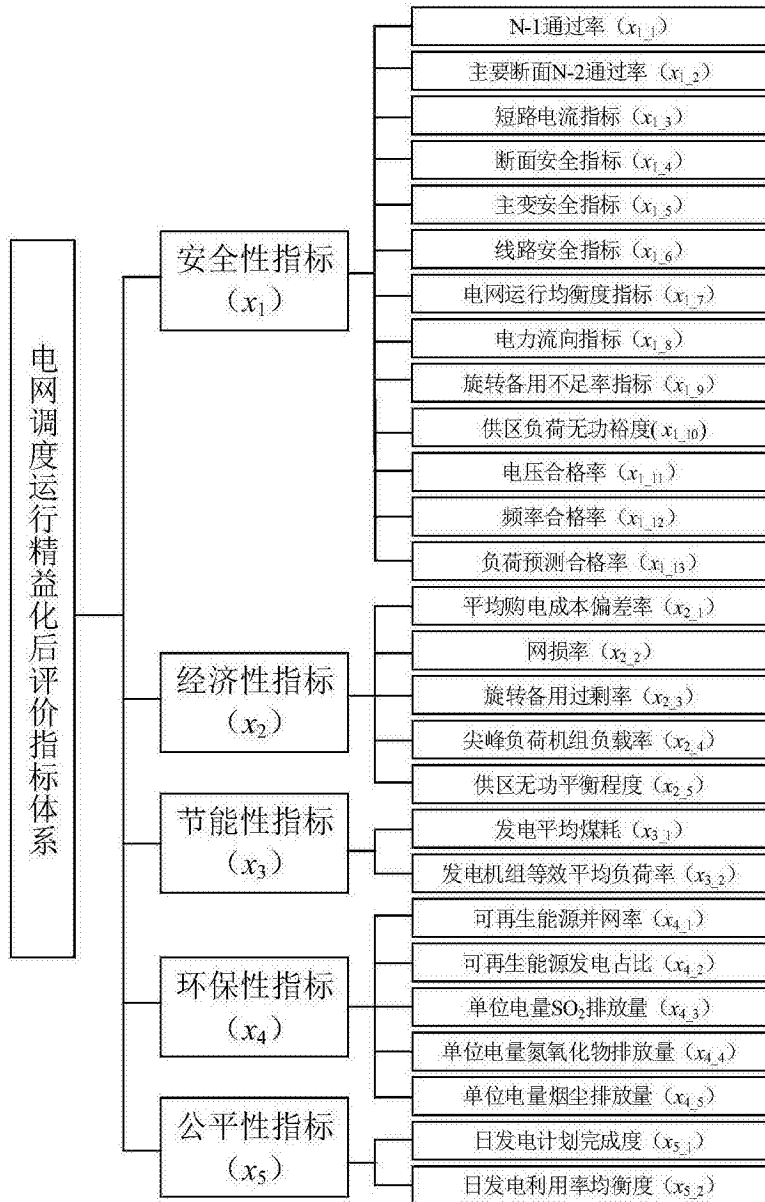 电网调度运行精益化后评价指标体系
安全性指标
（x₁）
N-1通过率（x₁_₁）
主要断面N-2通过率（x₁_₂）
短路电流指标（x₁_₃）
断面安全指标（x₁_₄）
主变安全指标（x₁_₅）
线路安全指标（x₁_₆）
电网运行均衡度指标（x₁_₇）
电力流向指标（x₁_₈）
旋转备用不足率指标（x₁_₉）
供区负荷无功裕度(x₁_₁₀)
电压合格率（x₁_₁₁）
频率合格率（x₁_₁₂）
负荷预测合格率（x₁_₁₃）
经济性指标
（x₂）
平均购电成本偏差率（x₂_₁）
网损率（x₂_₂）
旋转备用过剩率（x₂_₃）
尖峰负荷机组负载率（x₂_₄）
供区无功平衡程度（x₂_₅）
节能性指标
（x₃）
发电平均煤耗（x₃_₁）
发电机组等效平均负荷率（x₃_₂）
环保性指标
（x₄）
可再生能源并网率（x₄_₁）
可再生能源发电占比（x₄_₂）
单位电量SO₂排放量（x₄_₃）
单位电量氮氧化物排放量（x₄_₄）
单位电量烟尘排放量（x₄_₅）
公平性指标
（x₅）
日发电计划完成度（x₅_₁）
日发电利用率均衡度（x₅_₂）